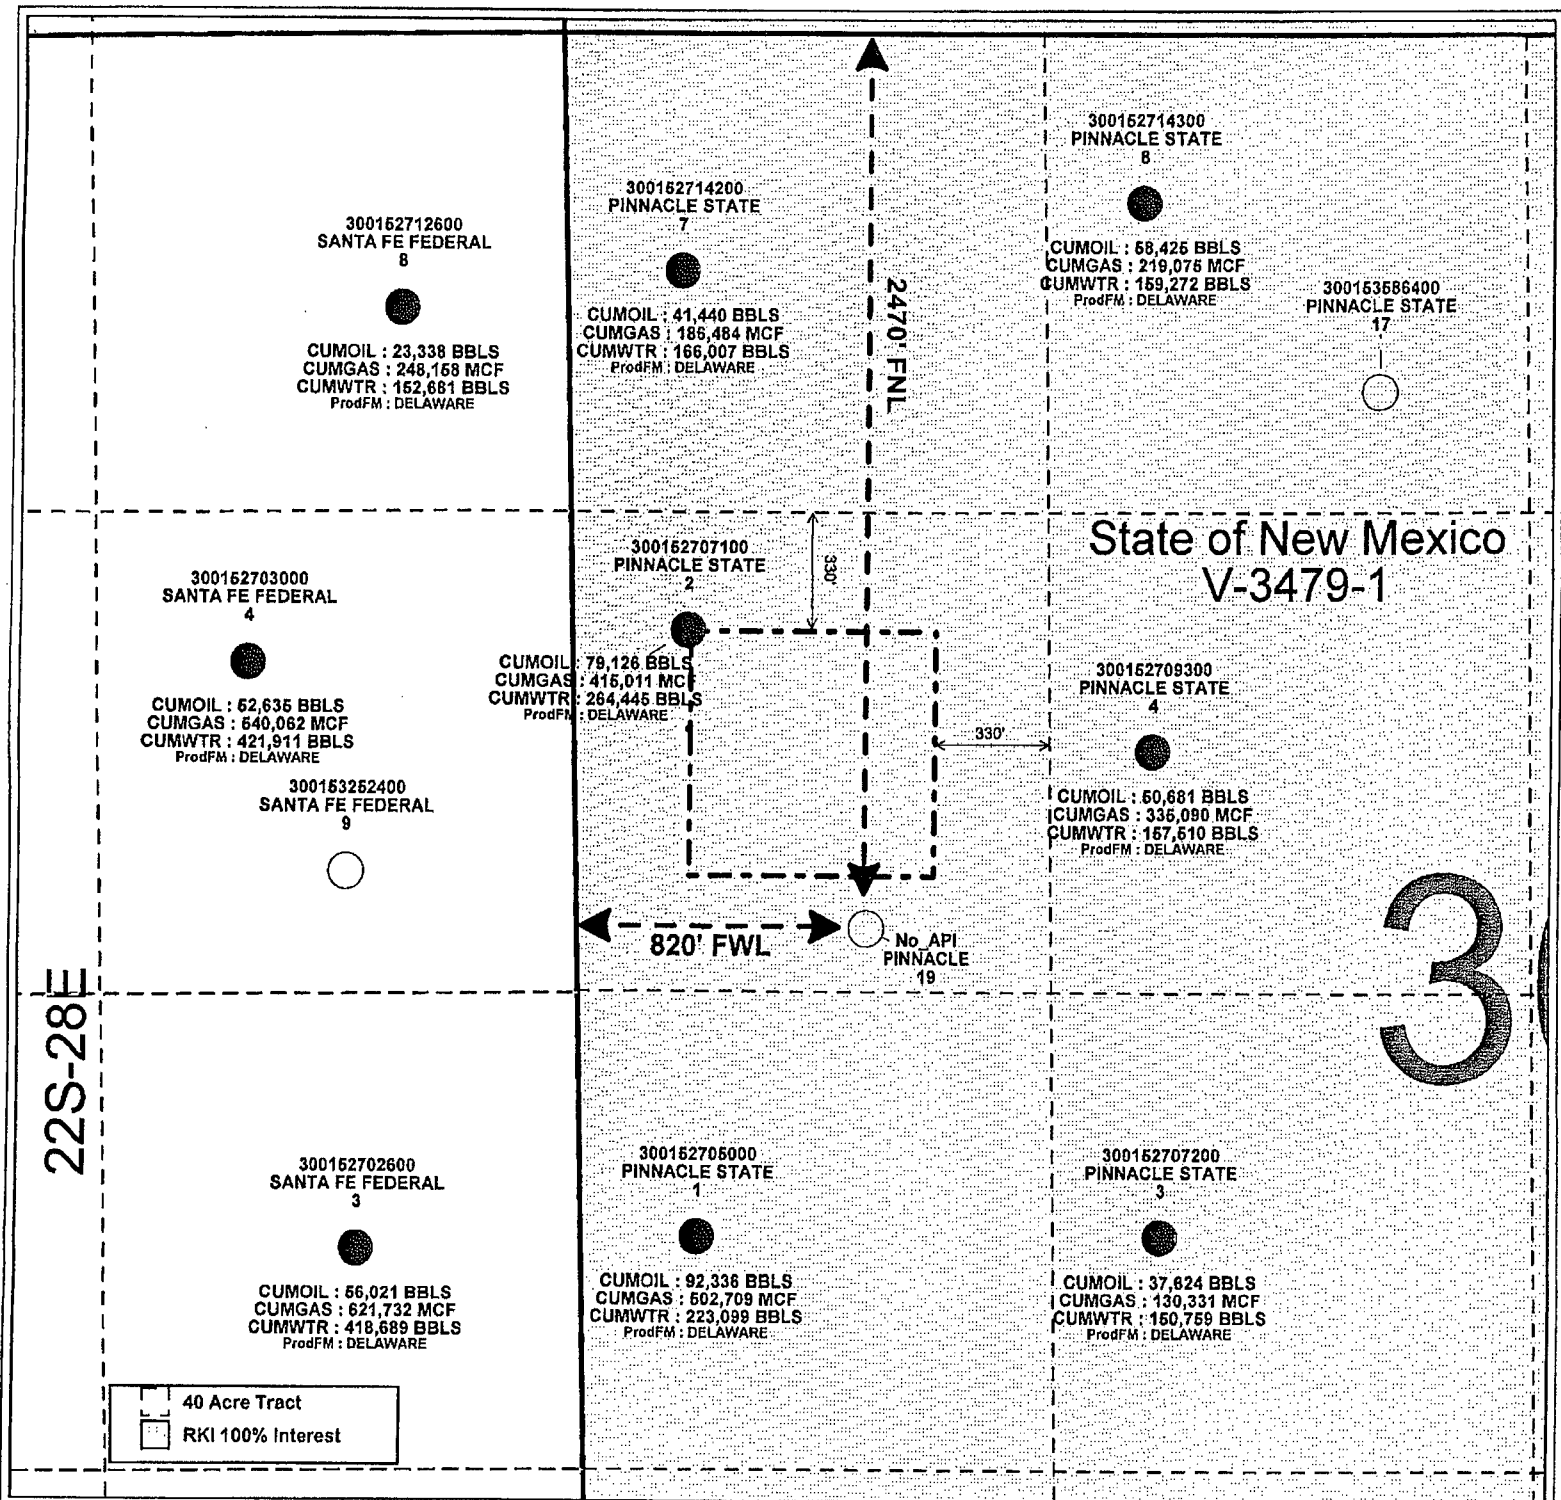 300152714300
PINNACLE STATE
8
CUMOIL : 58,425 BBLS
CUMGAS : 219,075 MCF
CUMWTR : 159,272 BBLS
ProdFM : DELAWARE
300152714200
PINNACLE STATE
7
CUMOIL : 41,440 BBLS
CUMGAS : 186,484 MCF
CUMWTR : 166,007 BBLS
ProdFM : DELAWARE
300152712600
SANTA FE FEDERAL
8
CUMOIL : 23,338 BBLS
CUMGAS : 248,158 MCF
CUMWTR : 152,681 BBLS
ProdFM : DELAWARE
2470' FNL
300153586400
PINNACLE STATE
17
State of New Mexico
V-3479-1
300152707100
PINNACLE STATE
2
CUMOIL : 79,126 BBLS
CUMGAS : 415,011 MCF
CUMWTR : 264,445 BBLS
ProdFM : DELAWARE
330'
300152703000
SANTA FE FEDERAL
4
CUMOIL : 52,635 BBLS
CUMGAS : 540,062 MCF
CUMWTR : 421,911 BBLS
ProdFM : DELAWARE
300152709300
PINNACLE STATE
4
CUMOIL : 50,681 BBLS
CUMGAS : 335,090 MCF
CUMWTR : 157,510 BBLS
ProdFM : DELAWARE
330'
300153252400
SANTA FE FEDERAL
9
820' FWL
No_API
PINNACLE
19
3
22S-28E
300152702600
SANTA FE FEDERAL
3
CUMOIL : 56,021 BBLS
CUMGAS : 621,732 MCF
CUMWTR : 418,689 BBLS
ProdFM : DELAWARE
300152705000
PINNACLE STATE
1
CUMOIL : 92,336 BBLS
CUMGAS : 502,709 MCF
CUMWTR : 223,099 BBLS
ProdFM : DELAWARE
300152707200
PINNACLE STATE
3
CUMOIL : 37,624 BBLS
CUMGAS : 130,331 MCF
CUMWTR : 150,759 BBLS
ProdFM : DELAWARE
40 Acre Tract
RKI 100% Interest